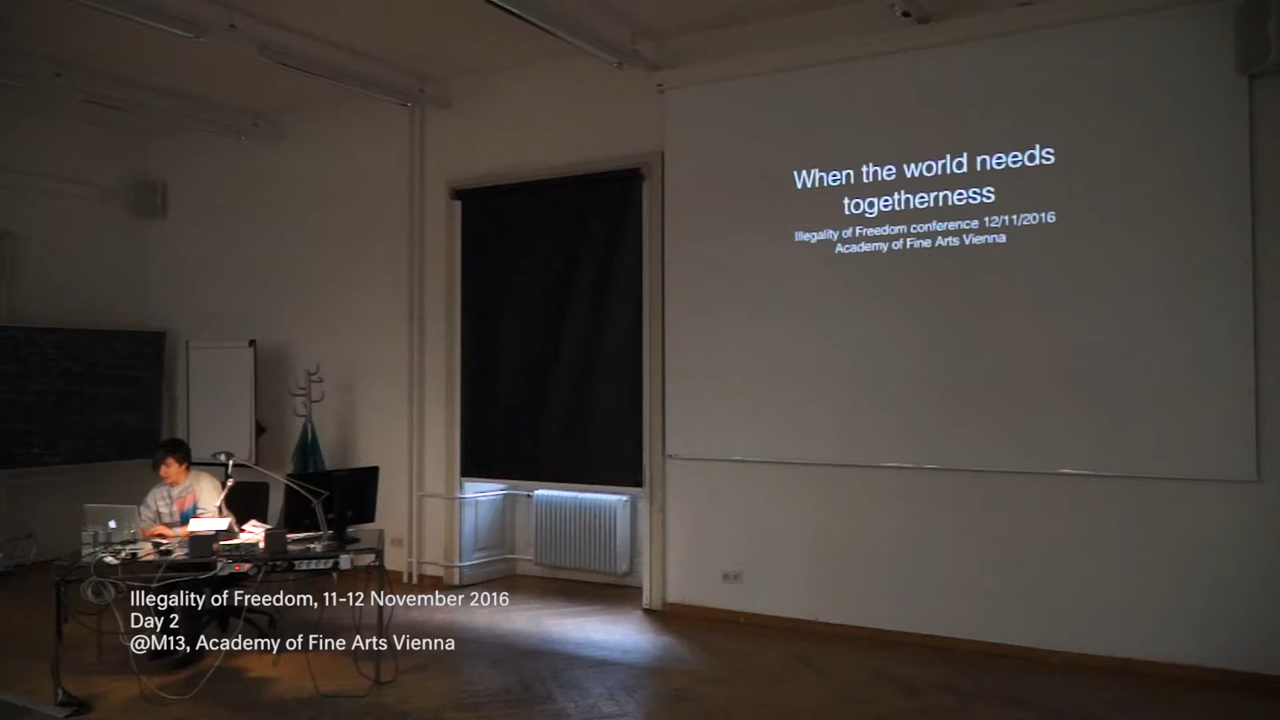 When the world needs
togetherness
Illegality of Freedom conference 12/11/2016
Academy of Fine Arts Vienna
Illegality of Freedom, 11-12 November 2016
Day 2
@M13, Academy of Fine Arts Vienna